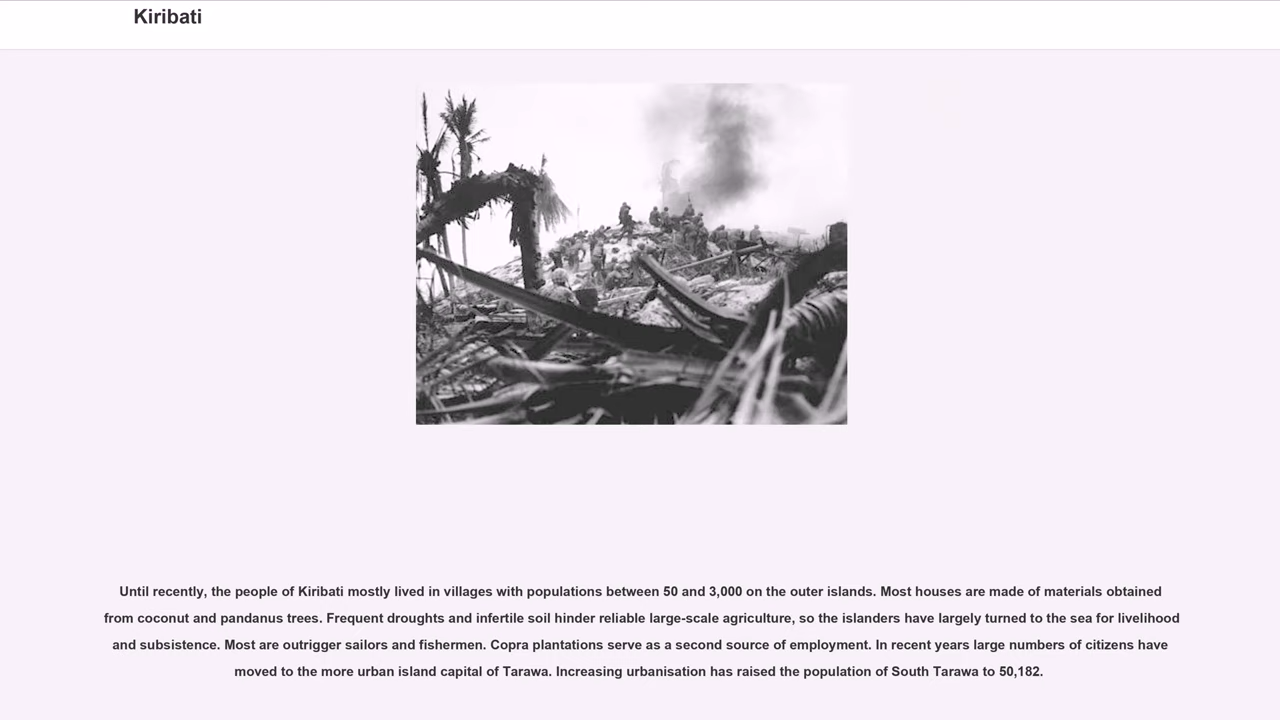 Kiribati
Until recently, the people of Kiribati mostly lived in villages with populations between 50 and 3,000 on the outer islands. Most houses are made of materials obtained
from coconut and pandanus trees. Frequent droughts and infertile soil hinder reliable large-scale agriculture, so the islanders have largely turned to the sea for livelihood
and subsistence. Most are outrigger sailors and fishermen. Copra plantations serve as a second source of employment. In recent years large numbers of citizens have
moved to the more urban island capital of Tarawa. Increasing urbanisation has raised the population of South Tarawa to 50,182.